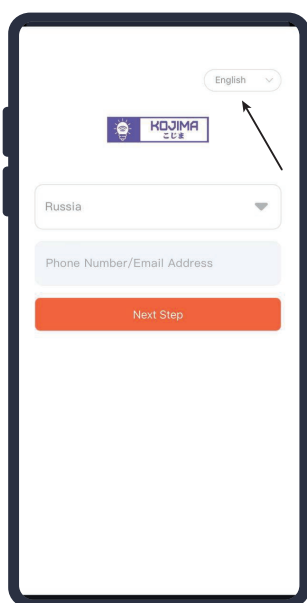 English
KOJIMA
こじま
Russia
Phone Number/Email Address
Next Step